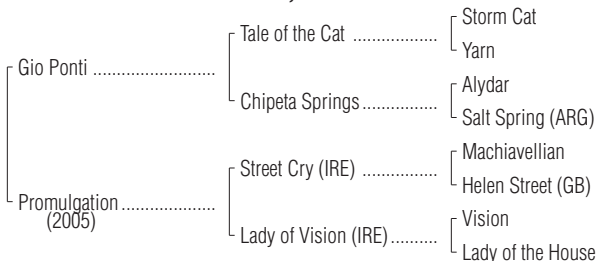 Storm Cat
Tale of the Cat ..................
Yarn
Gio Ponti ..........................
Alydar
Chipeta Springs................
Salt Spring (ARG)
Machiavellian
Street Cry (IRE) ................
Helen Street (GB)
Promulgation....................
(2005)
Vision
Lady of Vision (IRE)..........
Lady of the House